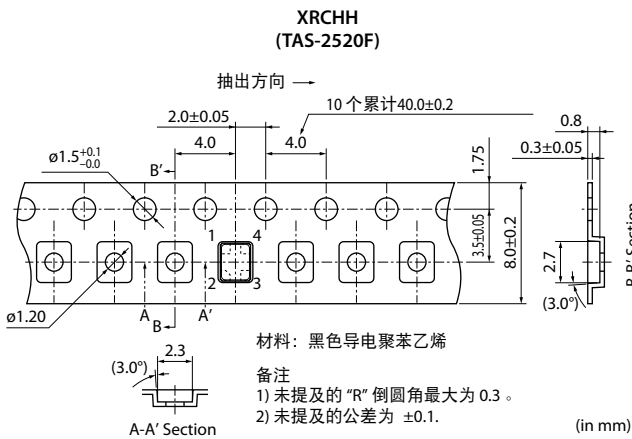 XRCHH
(TAS-2520F)
抽出方向 →
10 个累计40.0±0.2
2.0±0.05
4.0
4.0
ø1.5+0.1 -0.0
B'
1.75
0.8
0.3±0.05
1
4
2
3
3.5±0.05
8.0±0.2
2.7
(3.0°)
B-B' Section
ø1.20
A
A'
B
材料：黑色导电聚苯乙烯
2.3
(3.0°)
A-A' Section
备注
1) 未提及的 “R” 倒圆角最大为 0.3 。
2) 未提及的公差为 ±0.1.
(in mm)